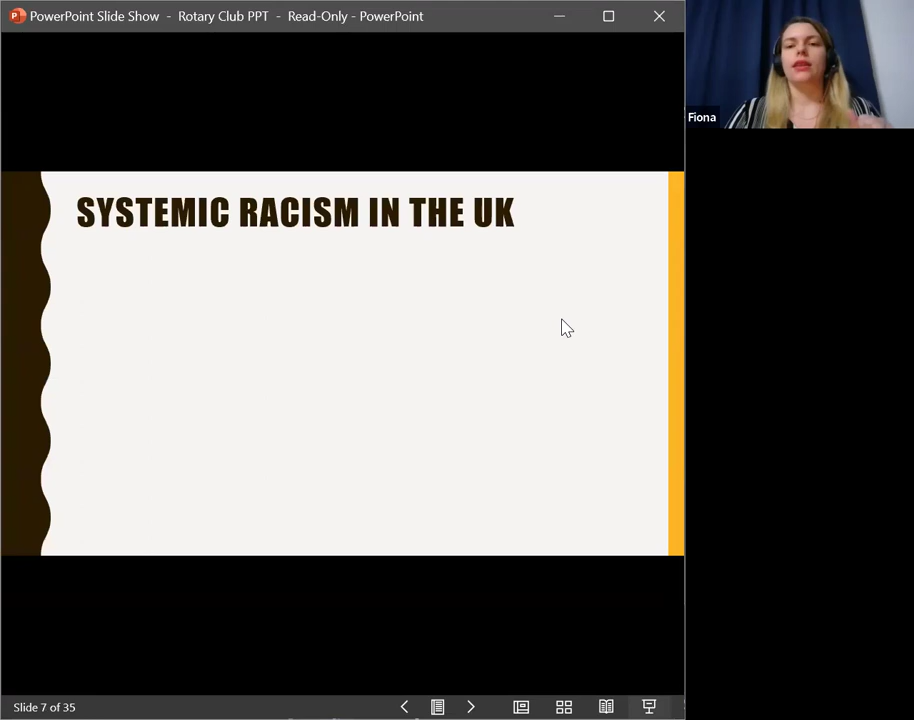 PowerPoint Slide Show - Rotary Club PPT - Read-Only - PowerPoint
Fiona
SYSTEMIC RACISM IN THE UK
Slide 7 of 35